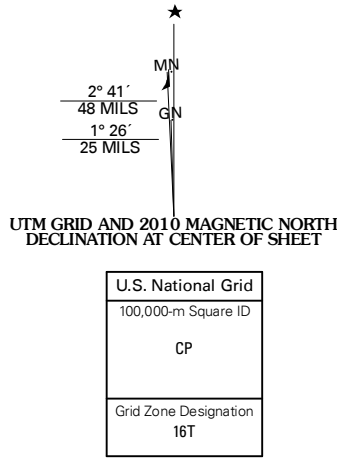 MN
2° 41´
48 MILS
GN
1° 26´
25 MILS
UTM GRID AND 2010 MAGNETIC NORTH
DECLINATION AT CENTER OF SHEET
U.S. National Grid
100,000-m Square ID
CP
Grid Zone Designation
16T